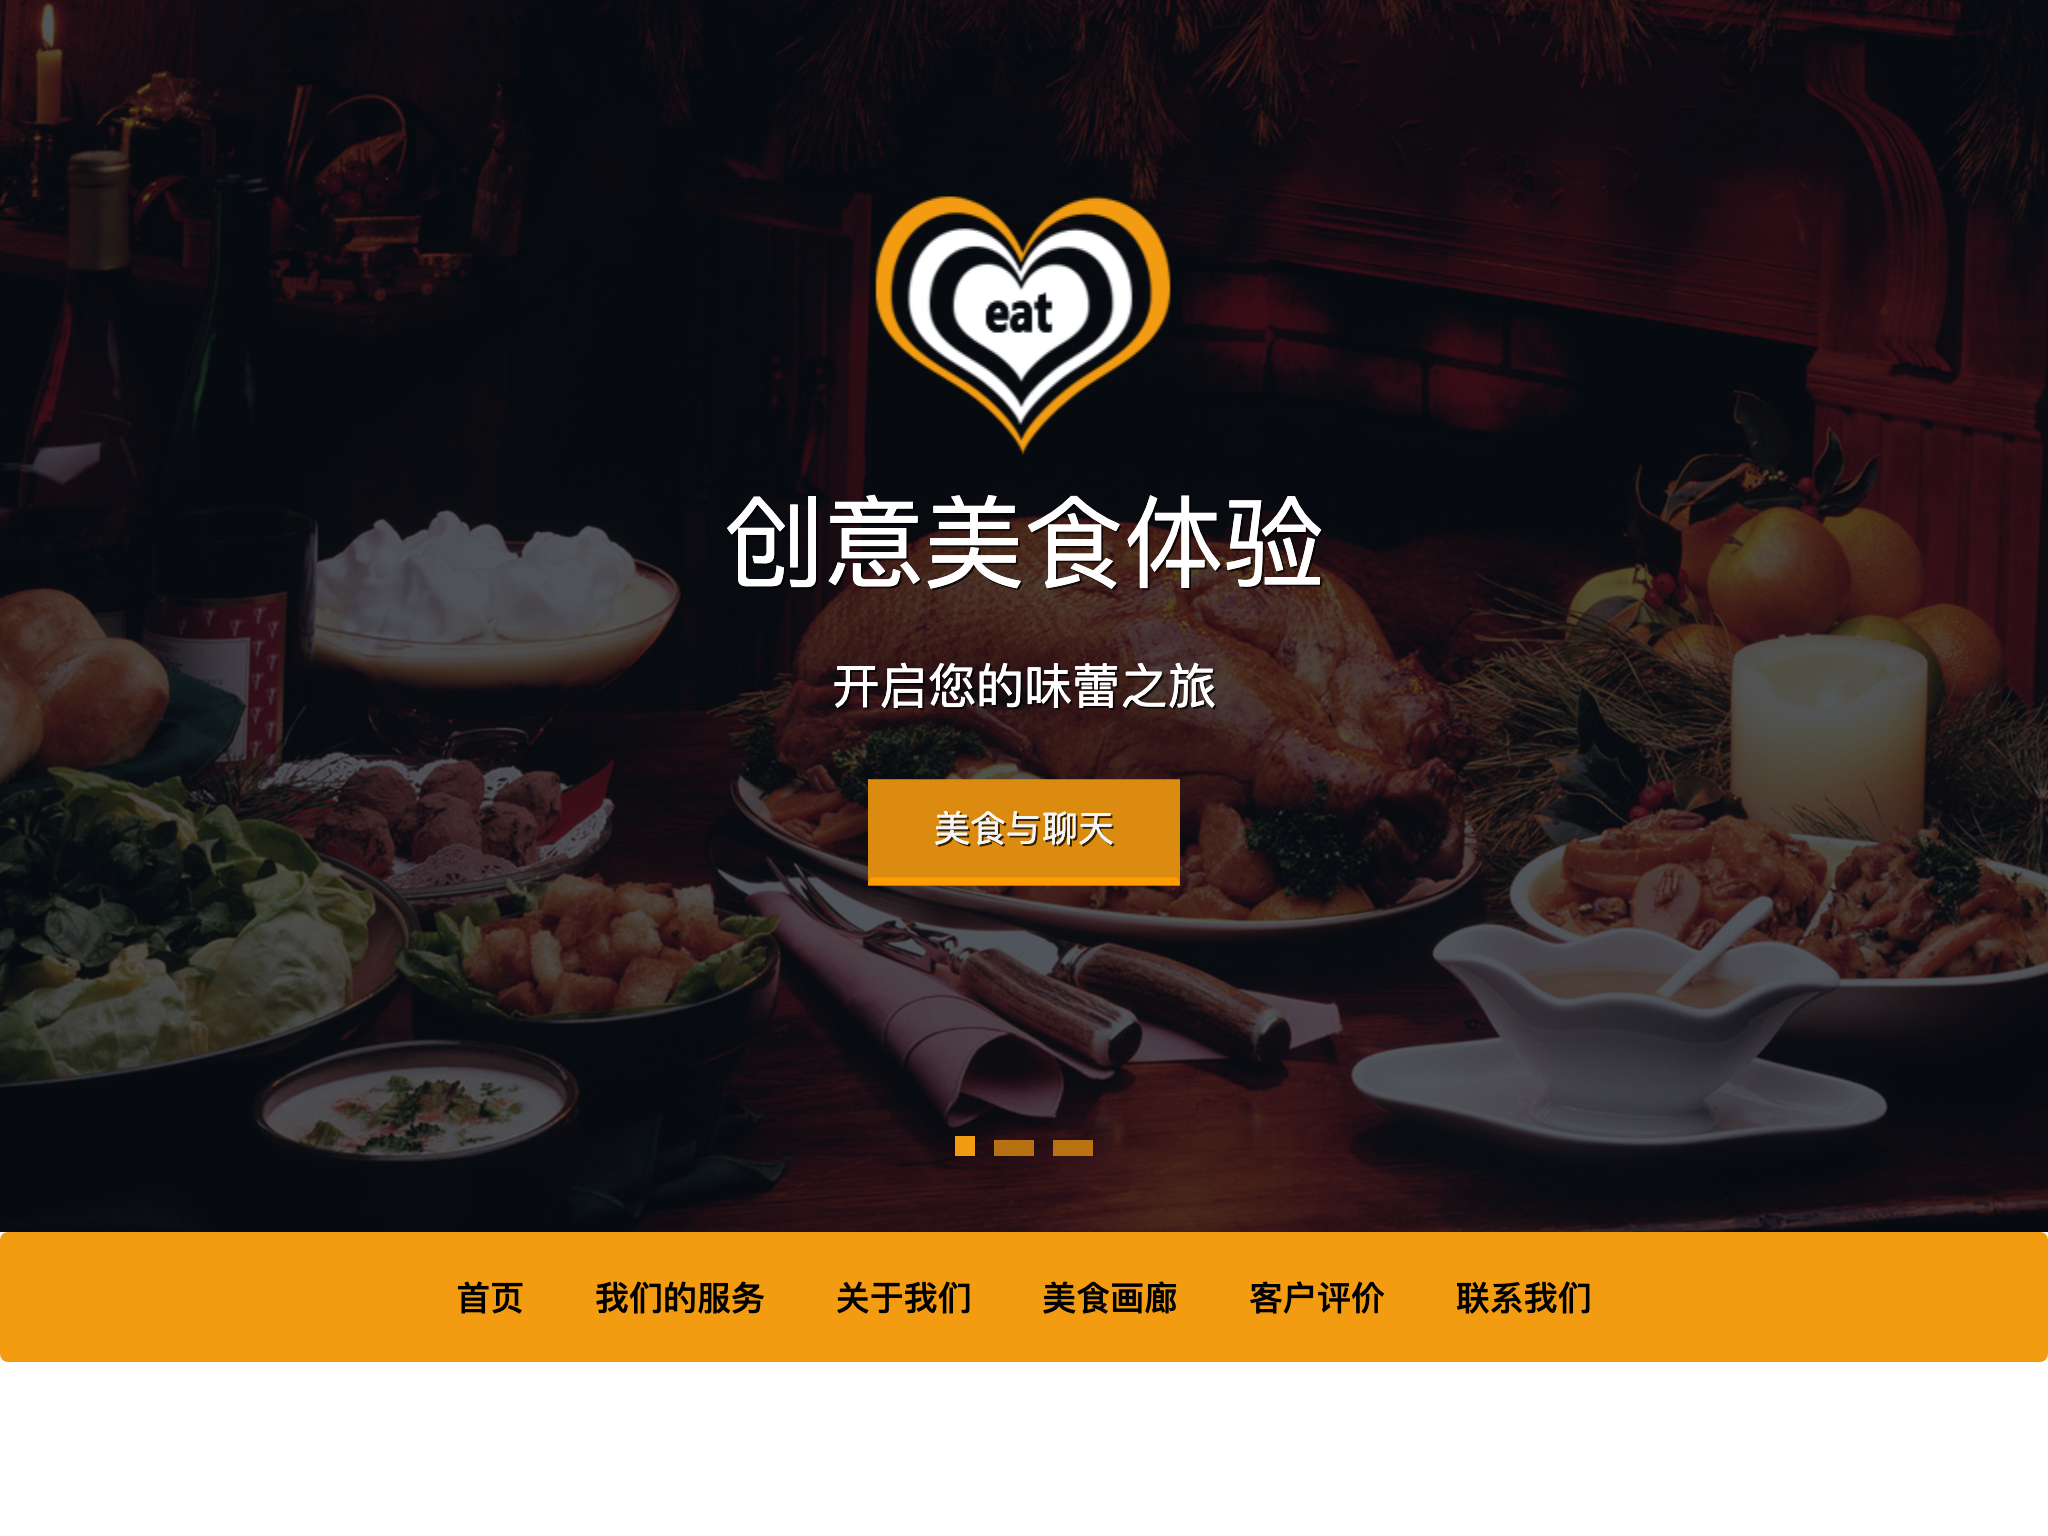 eat
创意美食体验
开启您的味蕾之旅
美食与聊天
首页 我们的服务 关于我们 美食画廊 客户评价 联系我们